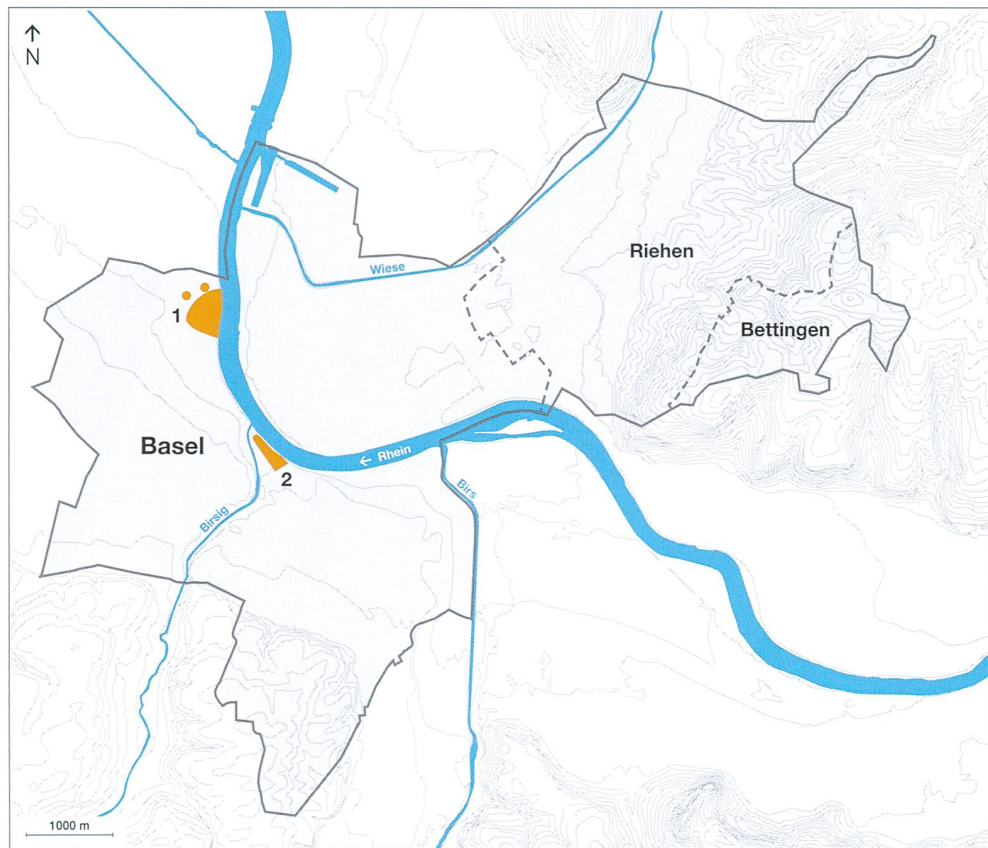 N
Riehen
Wiese
Bettingen
1
Basel
Rhein
2
Birs
Birsig
1000 m